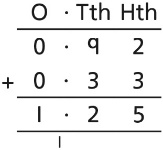 O · Tth Hth
0 · 9 2
+ 0 · 3 3
1 · 2 5
1